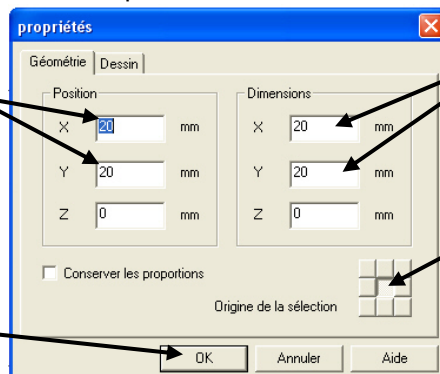 propriétés
Géométrie Dessin
Position
X 20 mm
Y 20 mm
Z 0 mm
Dimensions
X 20 mm
Y 20 mm
Z 0 mm
Conserver les proportions
Origine de la sélection
OK Annuler Aide